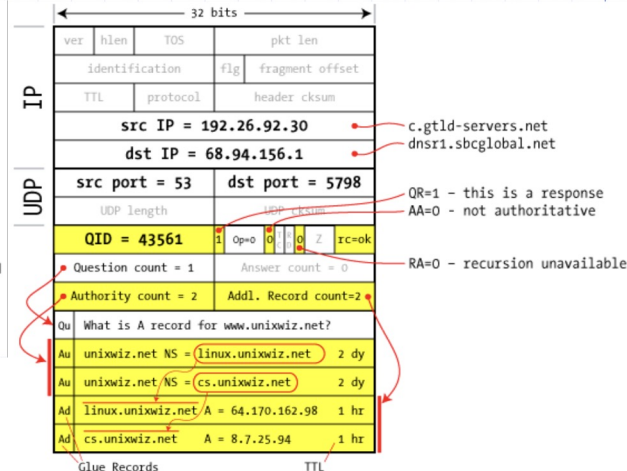 32 bits
IP
ver hlen TOS pkt len
identification flg fragment offset
TTL protocol header cksum
src IP = 192.26.92.30 c.gtld-servers.net
dst IP = 68.94.156.1 dnsr1.sbcglobal.net
UDP
src port = 53 dst port = 5798
QR=1 - this is a response
UDP length UDP cksum AA=0 - not authoritative
QID = 43561 1 Op=0 0 TC RD 0 Z rc=ok
RA=0 - recursion unavailable
Question count = 1 Answer count = 0
Authority count = 2 Addl. Record count=2
Qu What is A record for www.unixwiz.net?
Au unixwiz.net NS = linux.unixwiz.net 2 dy
Au unixwiz.net NS = cs.unixwiz.net 2 dy
Ad linux.unixwiz.net A = 64.170.162.98 1 hr
Ad cs.unixwiz.net A = 8.7.25.94 1 hr
Glue Records TTL